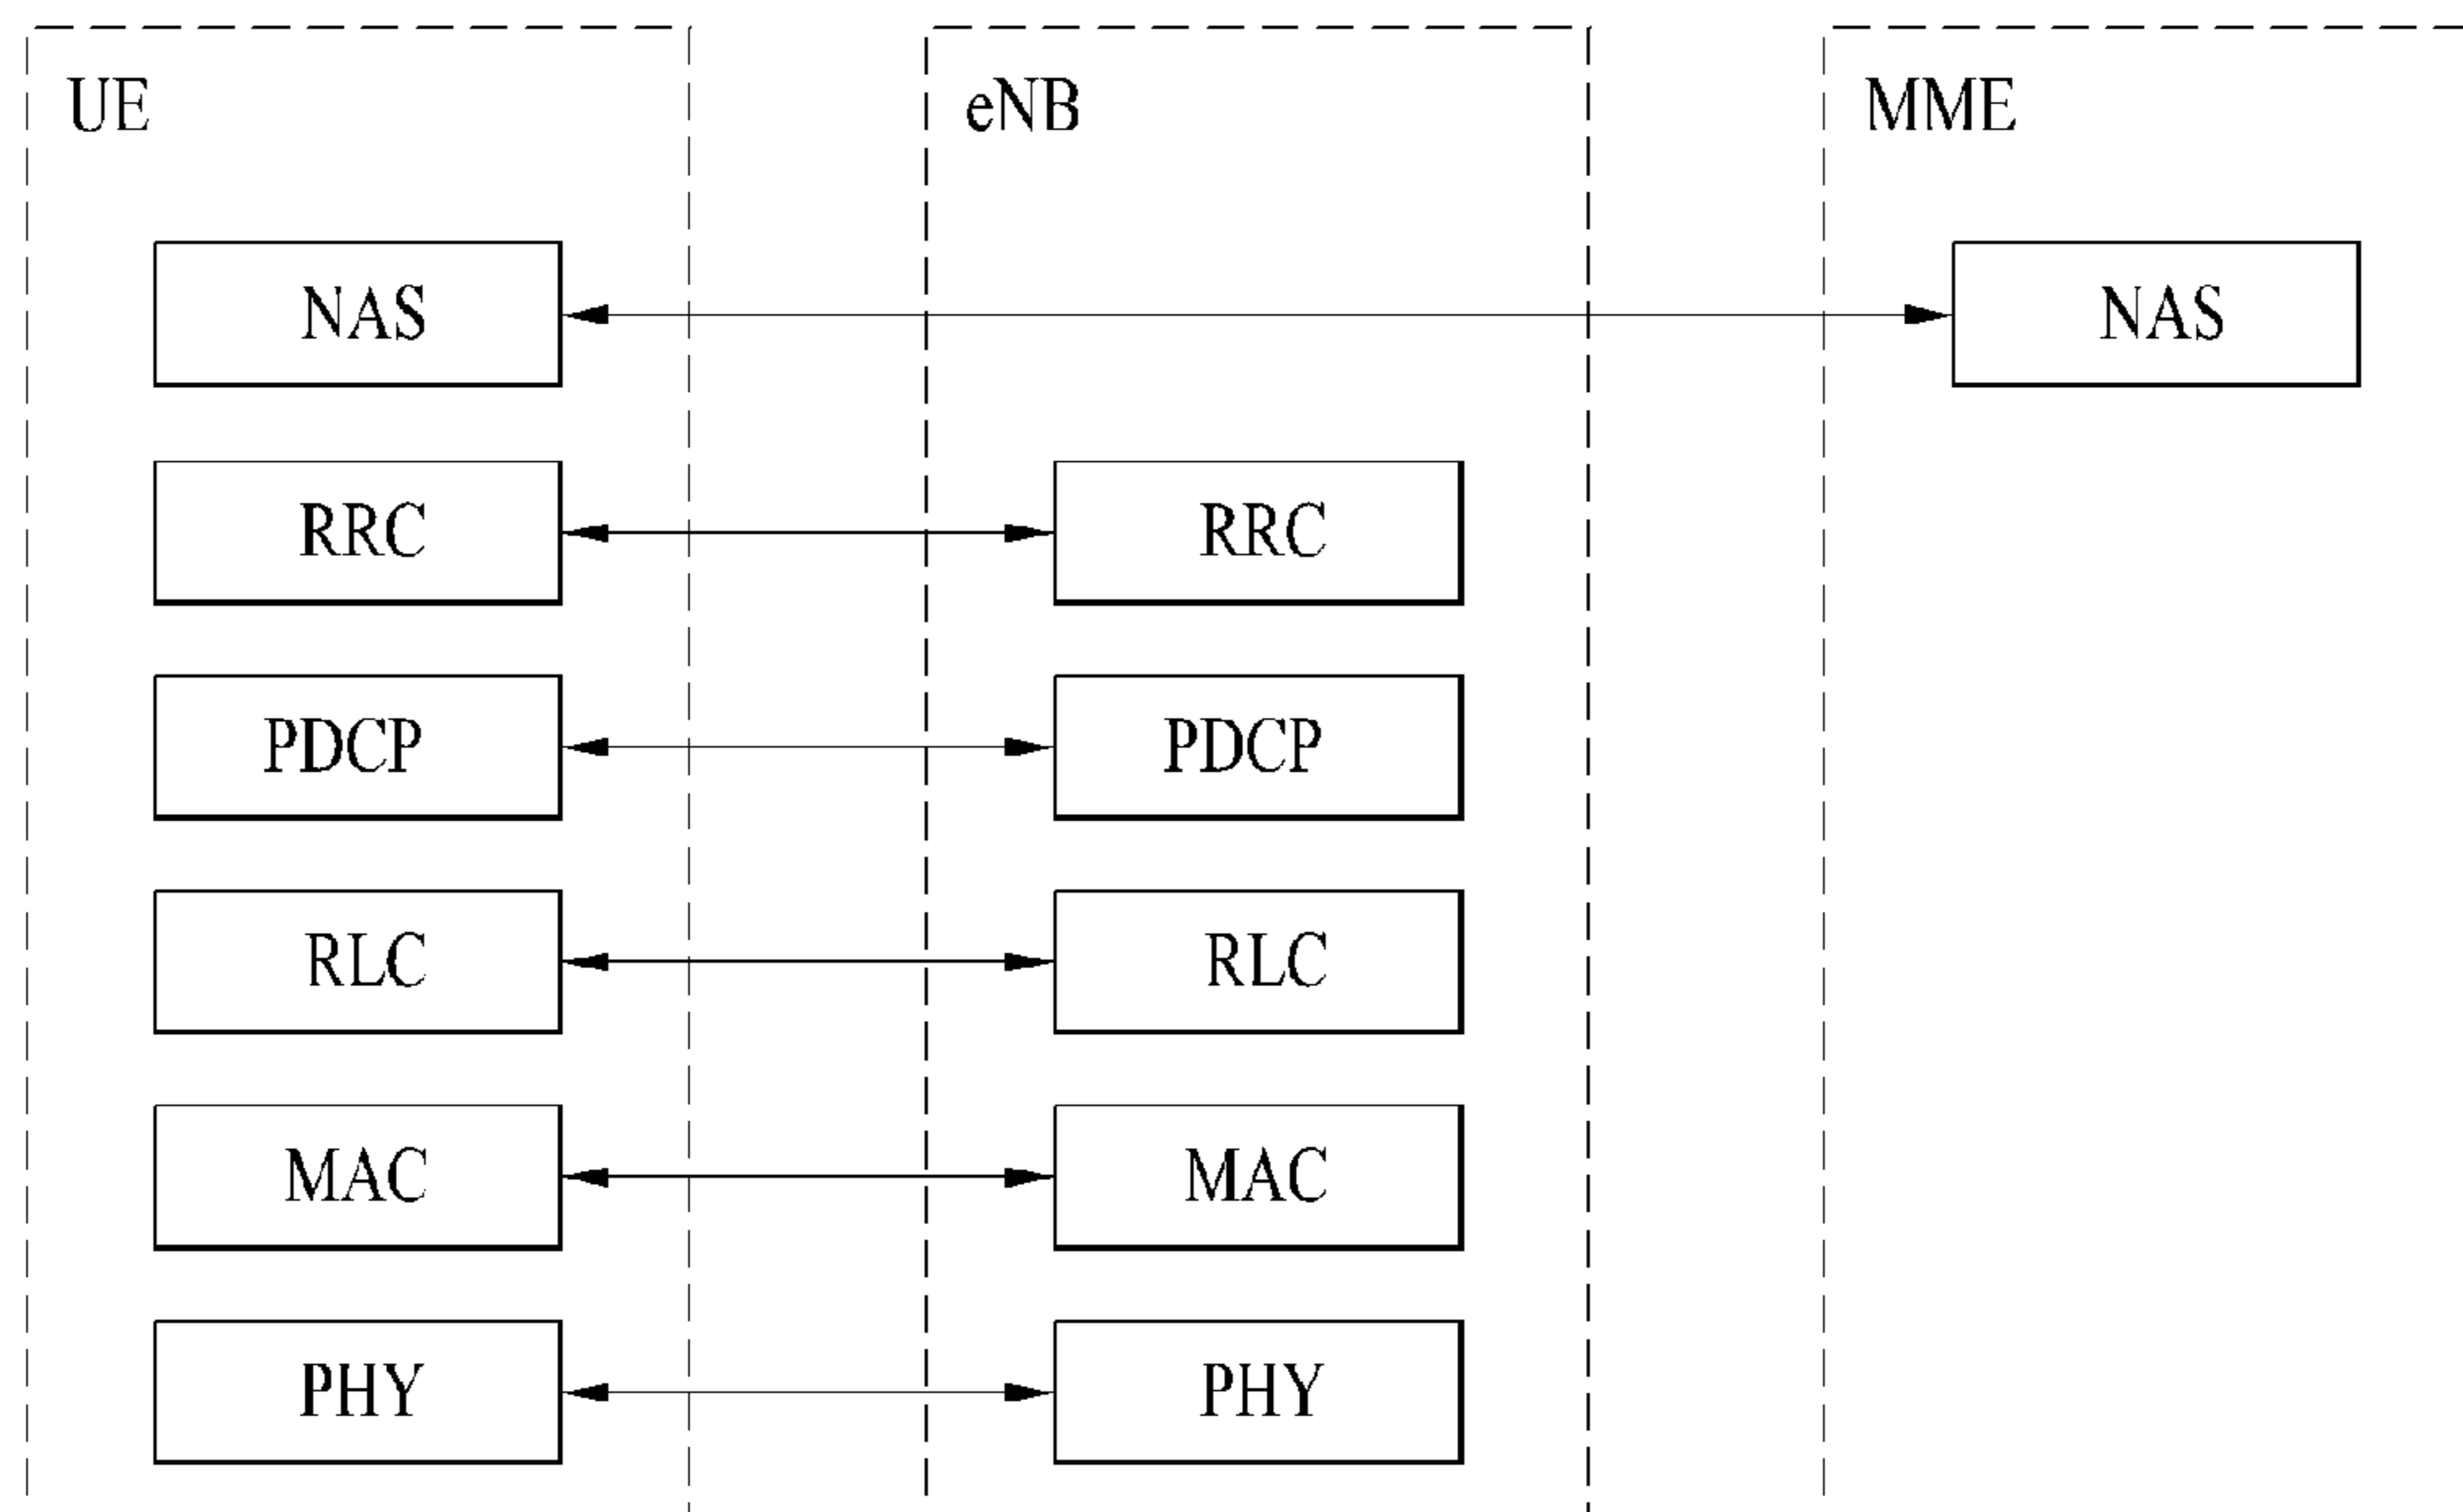 UE
eNB
MME
NAS
NAS
RRC
RRC
PDCP
PDCP
RLC
RLC
MAC
MAC
PHY
PHY